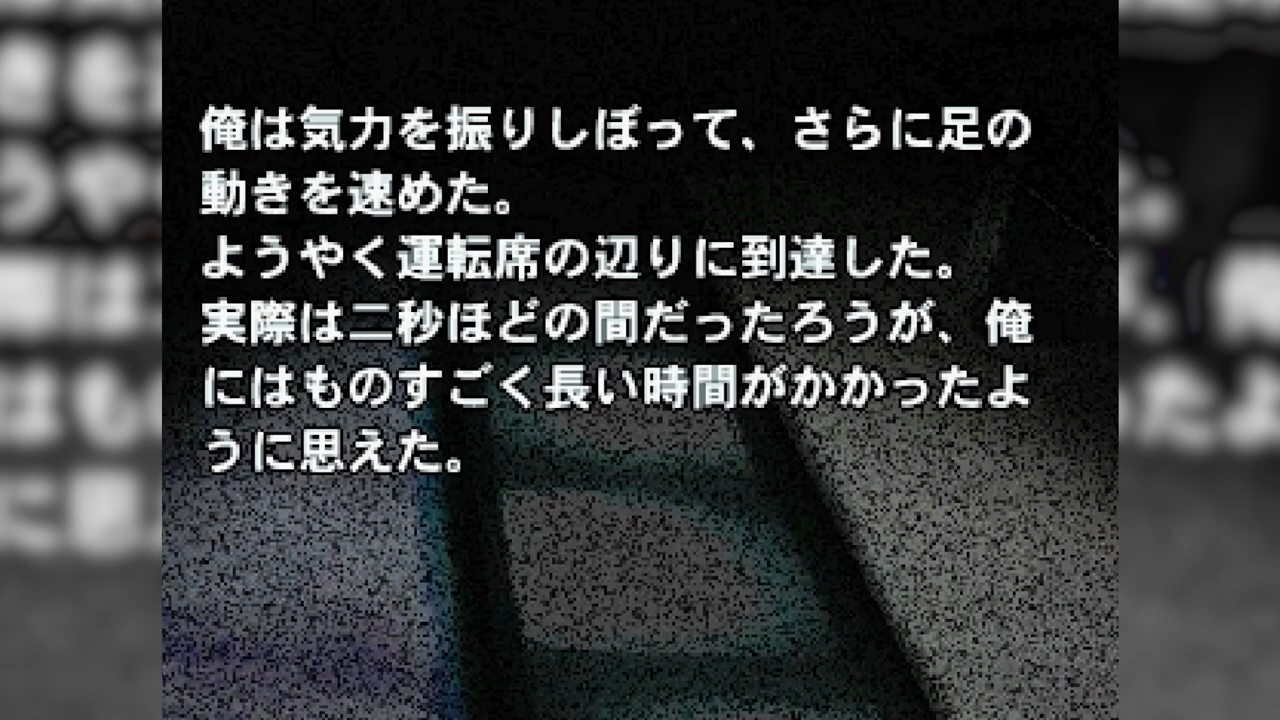 俺は気力を振りしぼって、さらに足の
動きを速めた。
ようやく運転席の辺りに到達した。
実際は二秒ほどの間だったろうが、俺
にはものすごく長い時間がかかったよ
うに思えた。